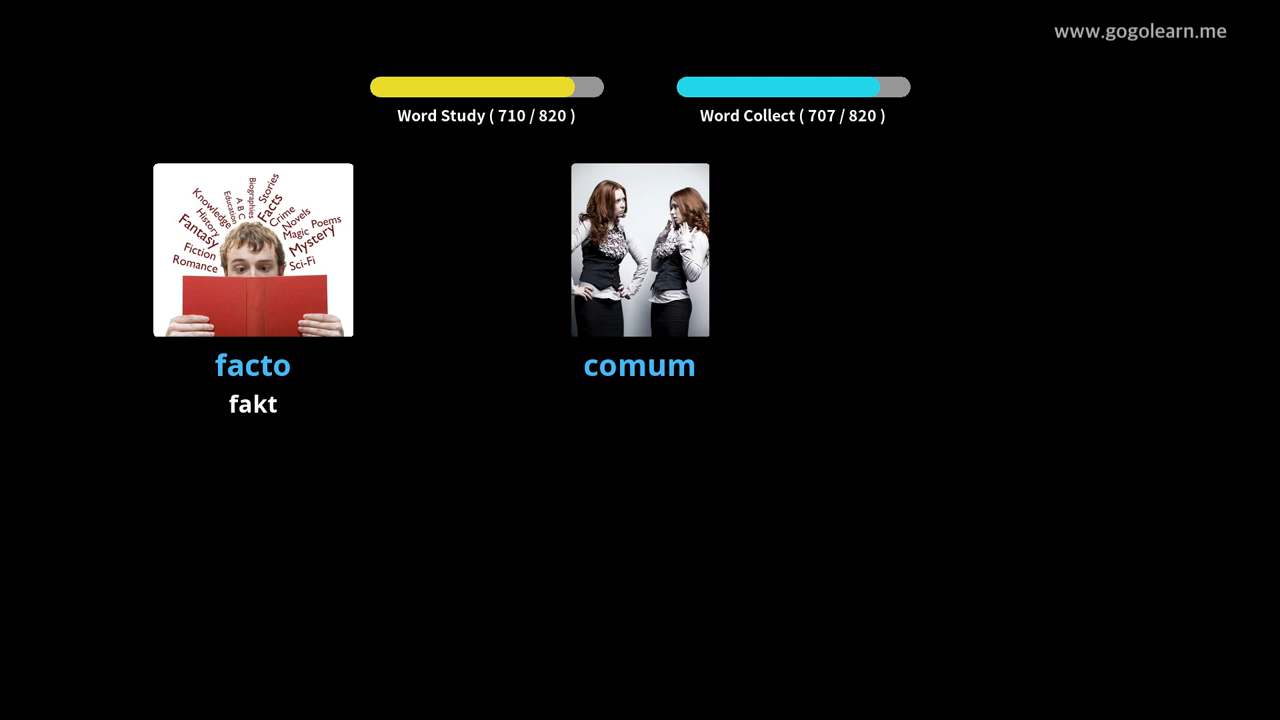 www.gogolearn.me
Word Study ( 710 / 820 )
Word Collect ( 707 / 820 )
Stories
Biographies
Facts
A B C
Education
Knowledge
Crime
Novels
History
Poems
Magic
Fantasy
Mystery
Fiction
Sci-Fi
Romance
facto
comum
fakt